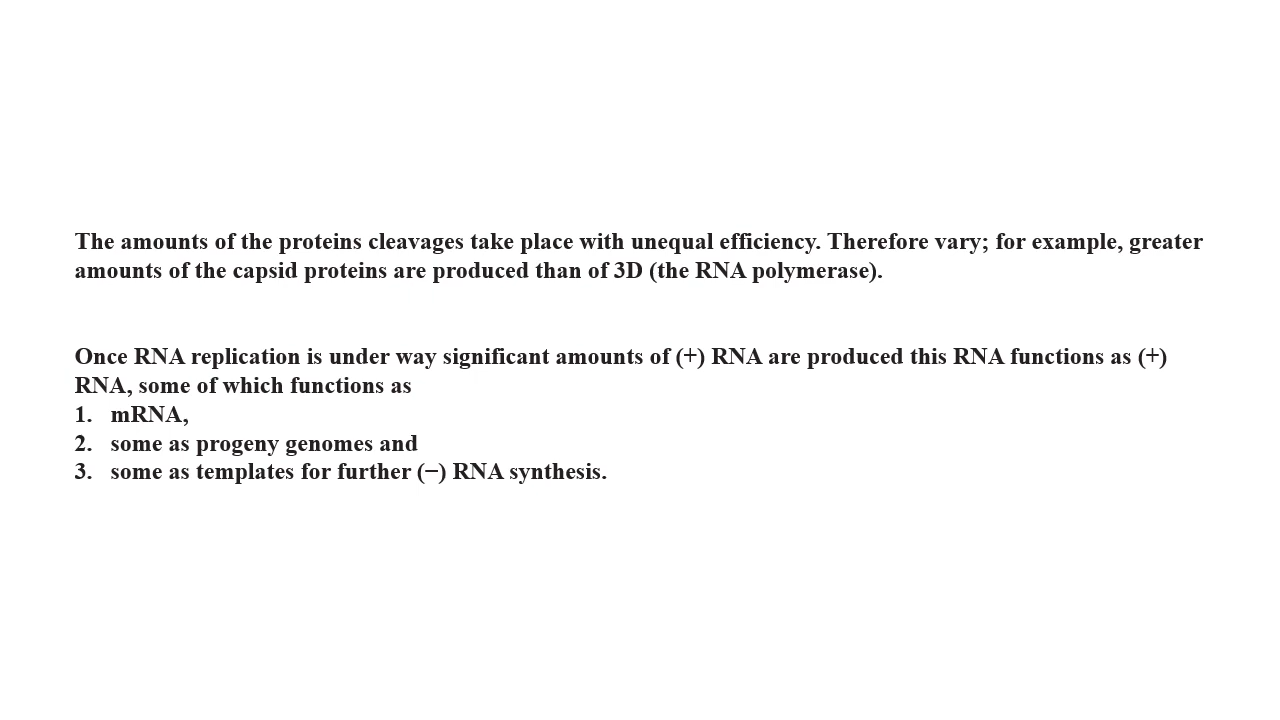 The amounts of the proteins cleavages take place with unequal efficiency. Therefore vary; for example, greater
amounts of the capsid proteins are produced than of 3D (the RNA polymerase).
Once RNA replication is under way significant amounts of (+) RNA are produced this RNA functions as (+)
RNA, some of which functions as
1. mRNA,
2. some as progeny genomes and
3. some as templates for further (−) RNA synthesis.